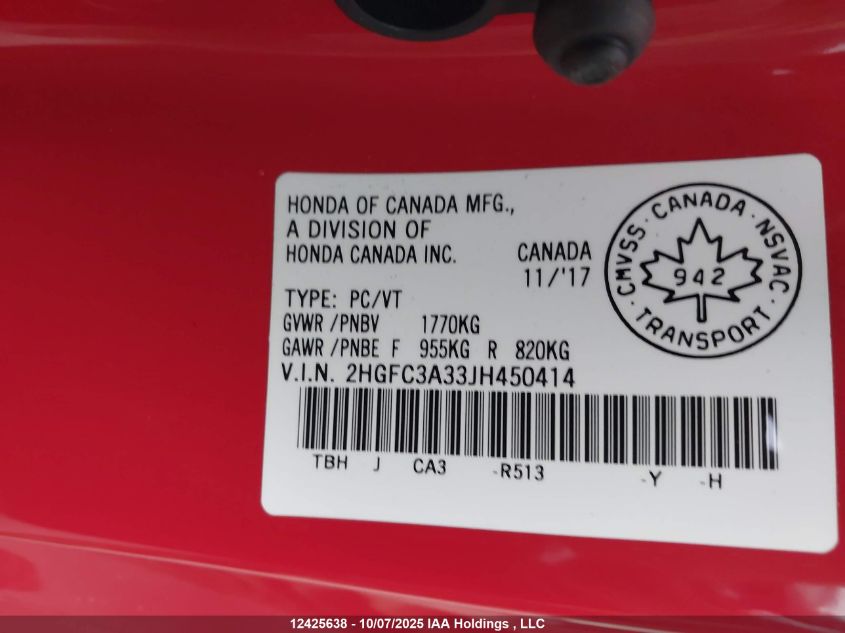 HONDA OF CANADA MFG.,
A DIVISION OF
HONDA CANADA INC.
CANADA
11/'17
TYPE: PC/VT
GVWR /PNBV 1770KG
GAWR /PNBE F 955KG R 820KG
V.I.N. 2HGFC3A33JH450414
TBH J CA3 -R513 -Y -H
CMVSS · CANADA · NSVAC
942
· TRANSPORT ·
12425638 - 10/07/2025 IAA Holdings , LLC